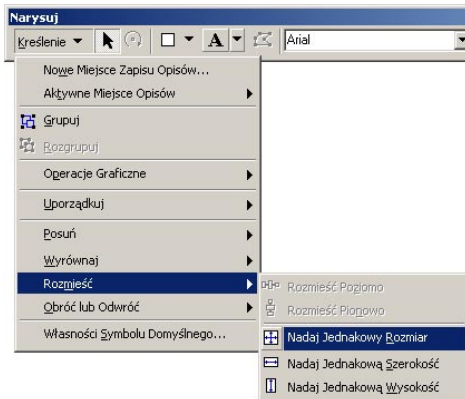 Narysuj
Kreślenie A Arial
Nowe Miejsce Zapisu Opisów...
Aktywne Miejsce Opisów
Grupuj
Rozgrupuj
Operacje Graficzne
Uporządkuj
Posuń
Wyrównaj
Rozmieść
Rozmieść Poziomo
Obróć lub Odwróć
Rozmieść Pionowo
Własności Symbolu Domyślnego...
Nadaj Jednakowy Rozmiar
Nadaj Jednakową Szerokość
Nadaj Jednakową Wysokość